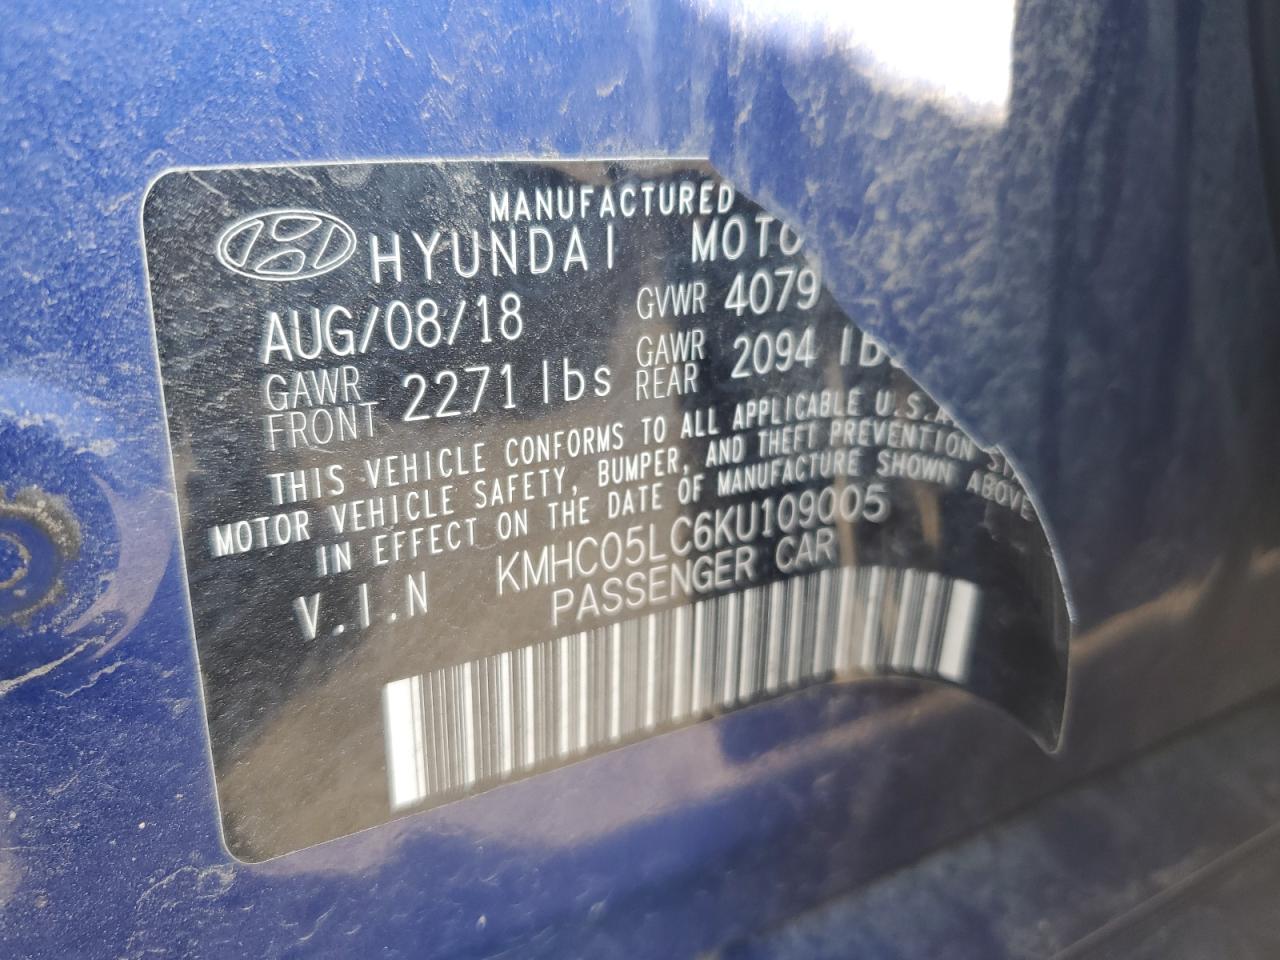 MANUFACTURED
HYUNDAI MOTO
AUG/08/18 GVWR 4079
GAWR FRONT 2271 lbs GAWR REAR 2094 lb
THIS VEHICLE CONFORMS TO ALL APPLICABLE U.S.A
MOTOR VEHICLE SAFETY, BUMPER, AND THEFT PREVENTION
IN EFFECT ON THE DATE OF MANUFACTURE SHOWN ABOVE
V.I.N KMHC05LC6KU109005
PASSENGER CAR